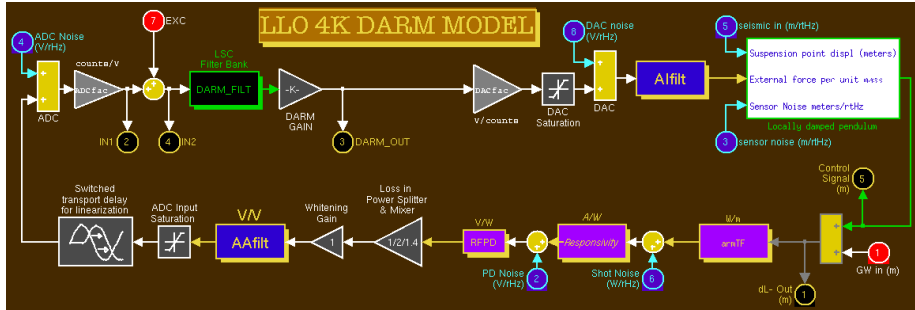 LLO 4K DARM MODEL
4
ADC Noise
(V/rHz)
7
EXC
LSC
Filter Bank
counts/V
+
+
ADC
ADCfac
+
+
DARM_FILT
-K-
DARM
GAIN
DACfac
V/counts
DAC
Saturation
8
DAC noise
(V/rHz)
+
+
DAC
AIfilt
5
seismic in (m/rtHz)
Suspension point displ (meters)
External force per unit mass
Sensor Noise meters/rtHz
Locally damped pendulum
3
sensor noise (m/rtHz)
IN1
2
4
IN2
3
DARM_OUT
Control
Signal
(m)
5
Switched
transport delay
for linearization
ADC Input
Saturation
V/V
AAfilt
Whitening
Gain
1
Loss in
Power Splitter
& Mixer
1/2/1.4
V/W
RFPD
+
+
PD Noise
(V/rHz)
2
A/W
Responsivity
+
+
Shot Noise
(W/rHz)
6
W/m
armTF
+
+
1
GW in (m)
dL- Out
(m)
1